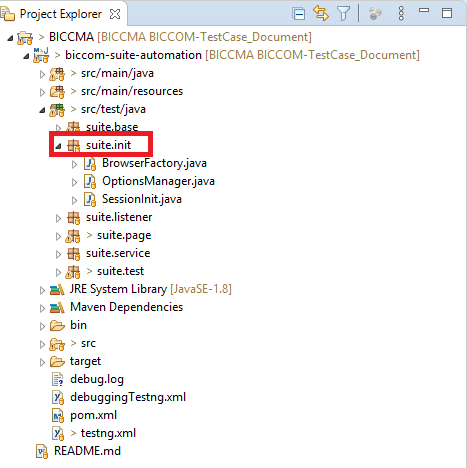 Project Explorer
> BICCMA [BICCMA BICCOM-TestCase_Document]
> biccom-suite-automation [BICCMA BICCOM-TestCase_Document]
> src/main/java
> src/main/resources
> src/test/java
suite.base
suite.init
> BrowserFactory.java
> OptionsManager.java
> SessionInit.java
suite.listener
> suite.page
suite.service
> suite.test
JRE System Library [JavaSE-1.8]
Maven Dependencies
bin
> src
target
debug.log
debuggingTestng.xml
pom.xml
> testng.xml
README.md